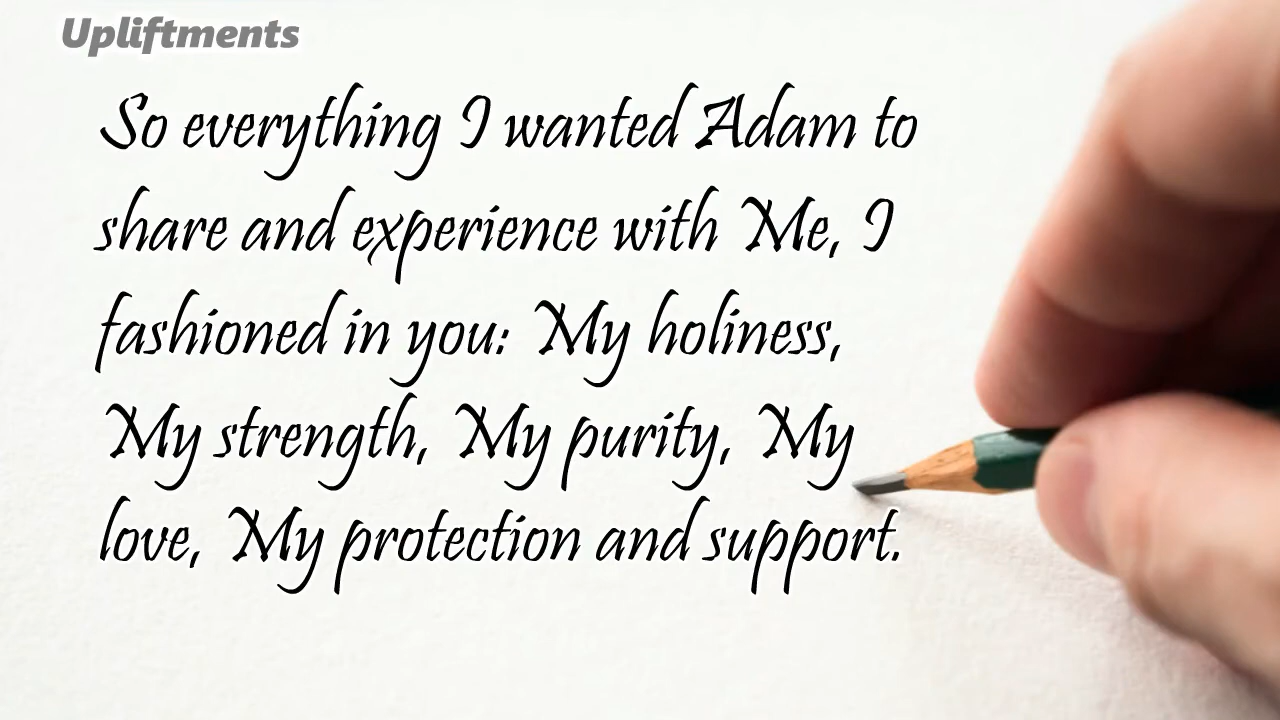 Upliftments
So everything I wanted Adam to
share and experience with Me, I
fashioned in you: My holiness,
My strength, My purity, My
love, My protection and support.